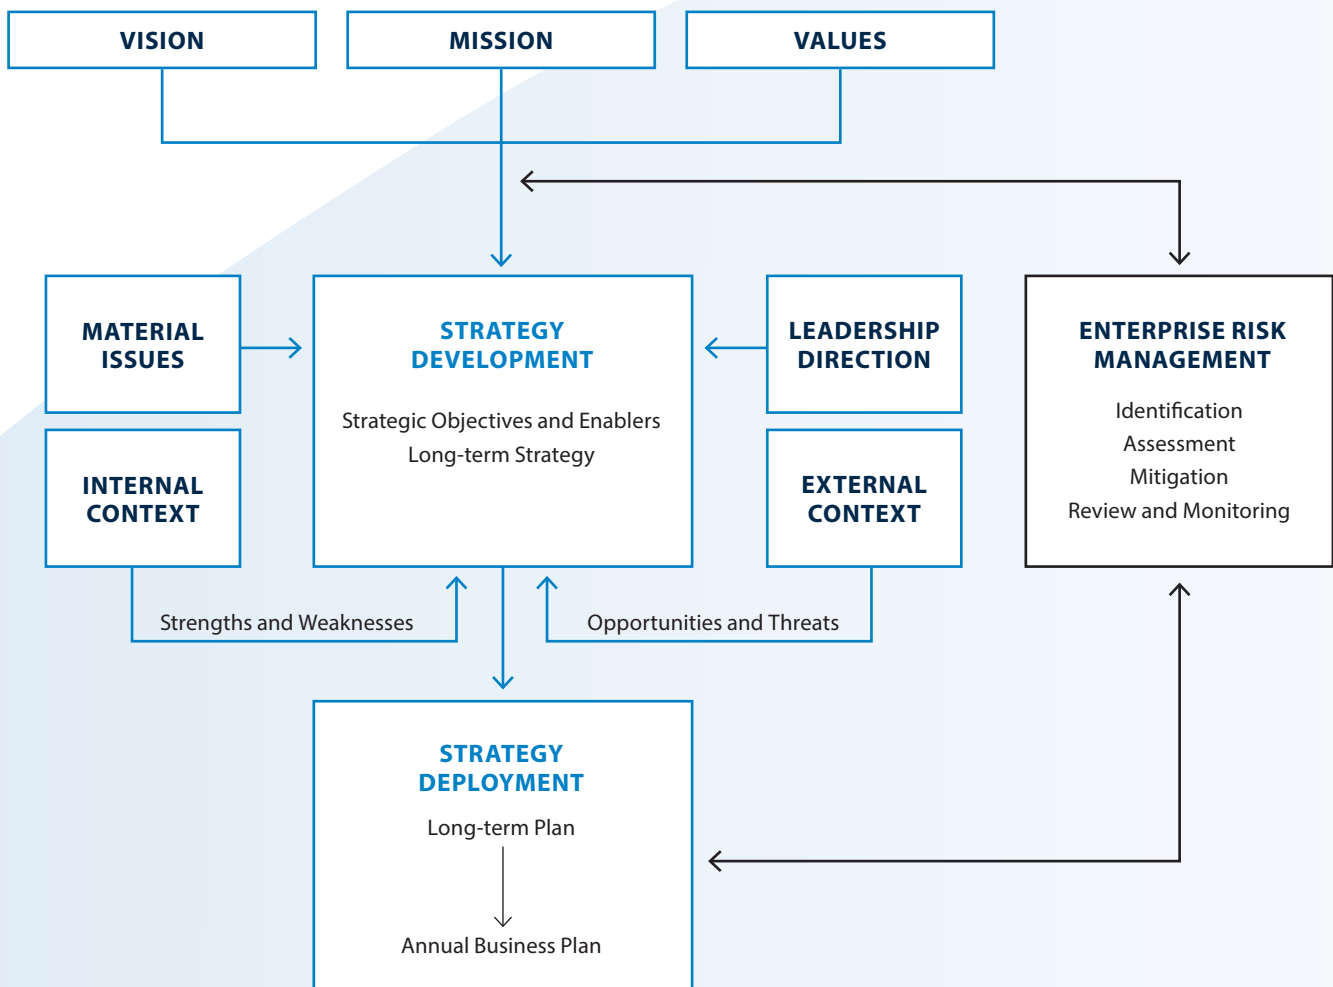 VISION
MISSION
VALUES
MATERIAL
ISSUES
STRATEGY
DEVELOPMENT
Strategic Objectives and Enablers
Long-term Strategy
LEADERSHIP
DIRECTION
ENTERPRISE RISK
MANAGEMENT
Identification
Assessment
Mitigation
Review and Monitoring
INTERNAL
CONTEXT
EXTERNAL
CONTEXT
Strengths and Weaknesses
Opportunities and Threats
STRATEGY
DEPLOYMENT
Long-term Plan
Annual Business Plan